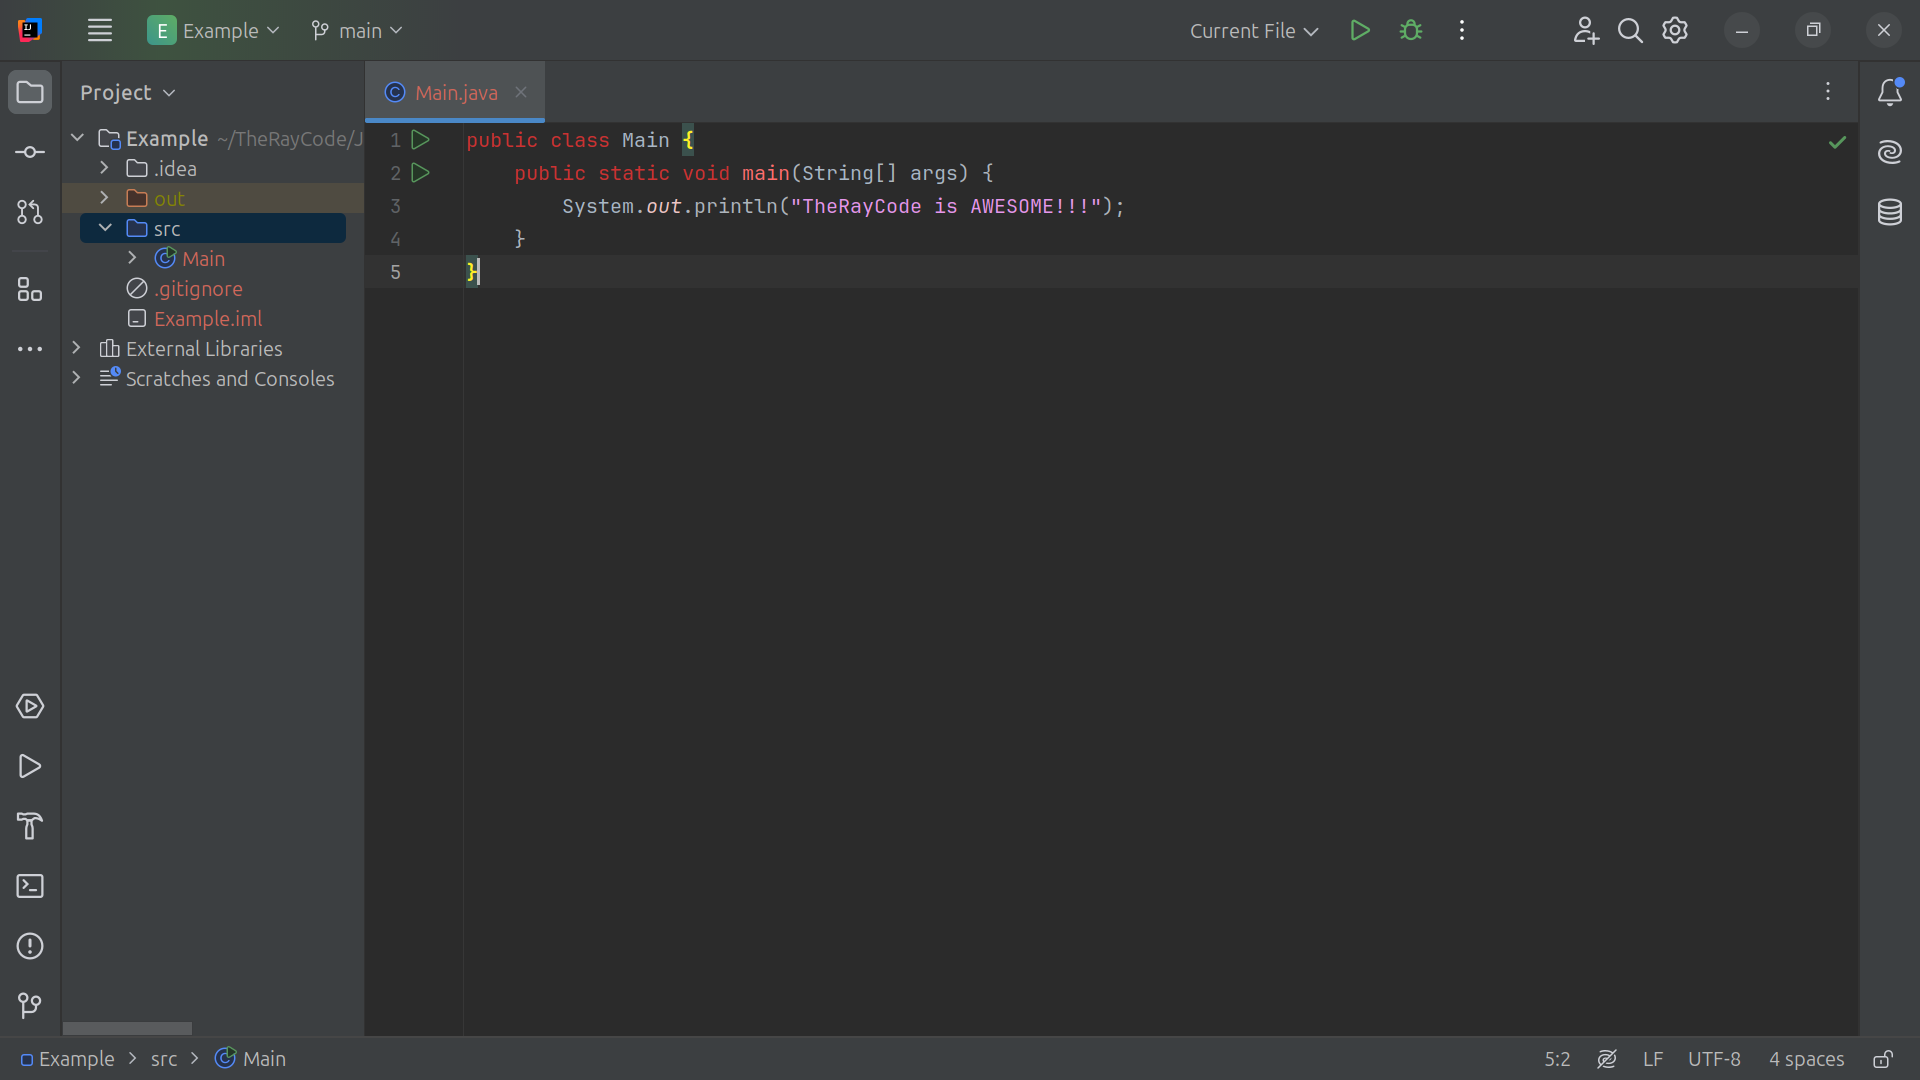 E Example main Current File
Project
Main.java
Example ~/TheRayCode/J
.idea
out
src
Main
.gitignore
Example.iml
External Libraries
Scratches and Consoles
1 public class Main {
2     public static void main(String[] args) {
3         System.out.println("TheRayCode is AWESOME!!!");
4     }
5 }
Example > src > Main 5:2 LF UTF-8 4 spaces